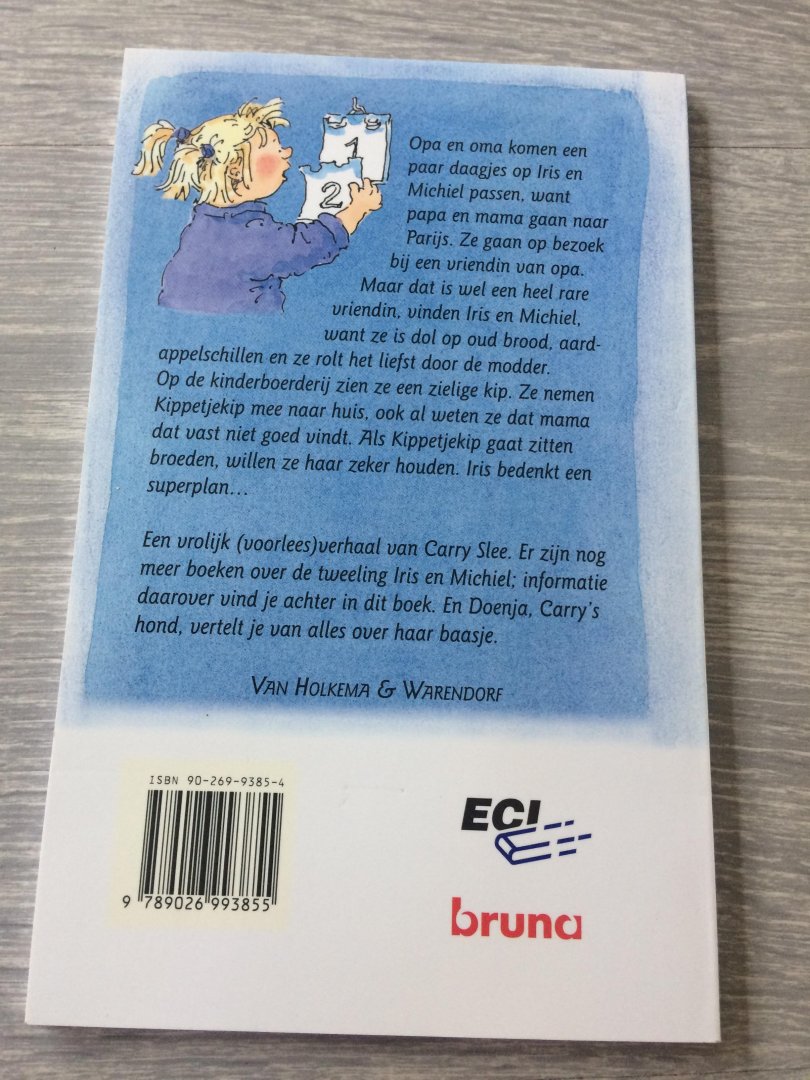 1
2
Opa en oma komen een
paar daagjes op Iris en
Michiel passen, want
papa en mama gaan naar
Parijs. Ze gaan op bezoek
bij een vriendin van opa.
Maar dat is wel een heel rare
vriendin, vinden Iris en Michiel,
want ze is dol op oud brood, aard-
appelschillen en ze rolt het liefst door de modder.
Op de kinderboerderij zien ze een zielige kip. Ze nemen
Kippetjekip mee naar huis, ook al weten ze dat mama
dat vast niet goed vindt. Als Kippetjekip gaat zitten
broeden, willen ze haar zeker houden. Iris bedenkt een
superplan...
Een vrolijk (voorlees)verhaal van Carry Slee. Er zijn nog
meer boeken over de tweeling Iris en Michiel; informatie
daarover vind je achter in dit boek. En Doenja, Carry's
hond, vertelt je van alles over haar baasje.
VAN HOLKEMA & WARENDORF
ISBN 90-269-9385-4
9 789026 993855
ECI
bruna